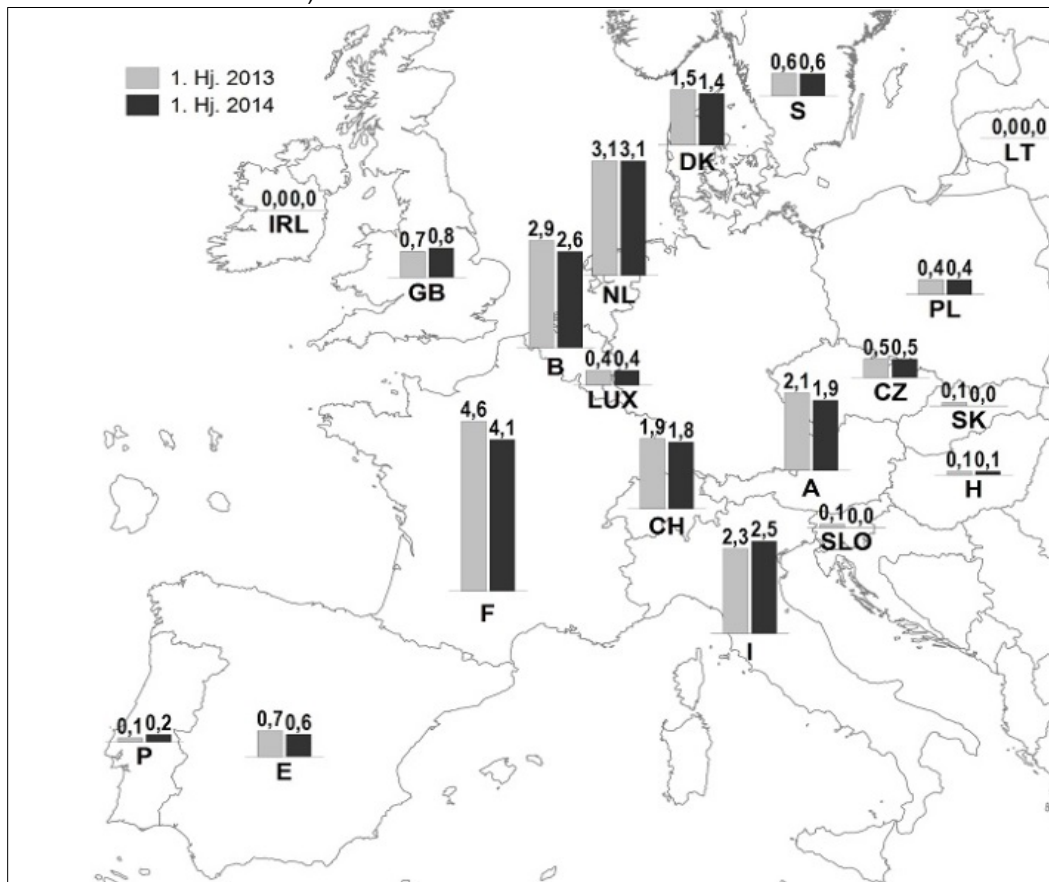 1. Hj. 2013
1. Hj. 2014
0,6 0,6
S
1,5 1,4
DK
0,0 0,0
LT
3,1 3,1
NL
0,0 0,0
IRL
0,7 0,8
GB
2,9 2,6
B
0,4 0,4
PL
0,4 0,4
LUX
0,5 0,5
CZ
2,1 1,9
A
0,1 0,0
SK
4,6 4,1
F
1,9 1,8
CH
0,1 0,1
H
0,1 0,0
SLO
2,3 2,5
I
0,1 0,2
P
0,7 0,6
E